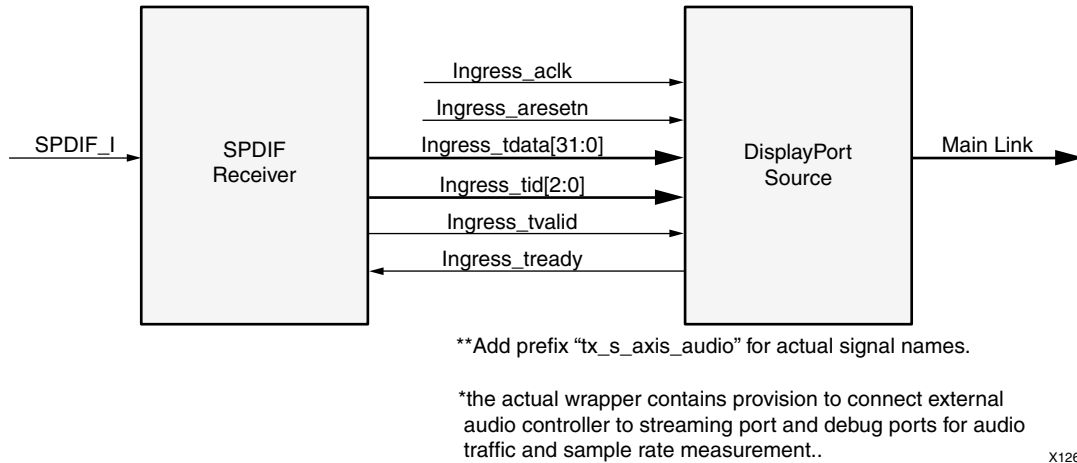 Ingress_aclk
Ingress_aresetn
SPDIF_I
SPDIF
Receiver
Ingress_tdata[31:0]
DisplayPort
Source
Main Link
Ingress_tid[2:0]
Ingress_tvalid
Ingress_tready
**Add prefix “tx_s_axis_audio” for actual signal names.
*the actual wrapper contains provision to connect external
audio controller to streaming port and debug ports for audio
traffic and sample rate measurement..
X126